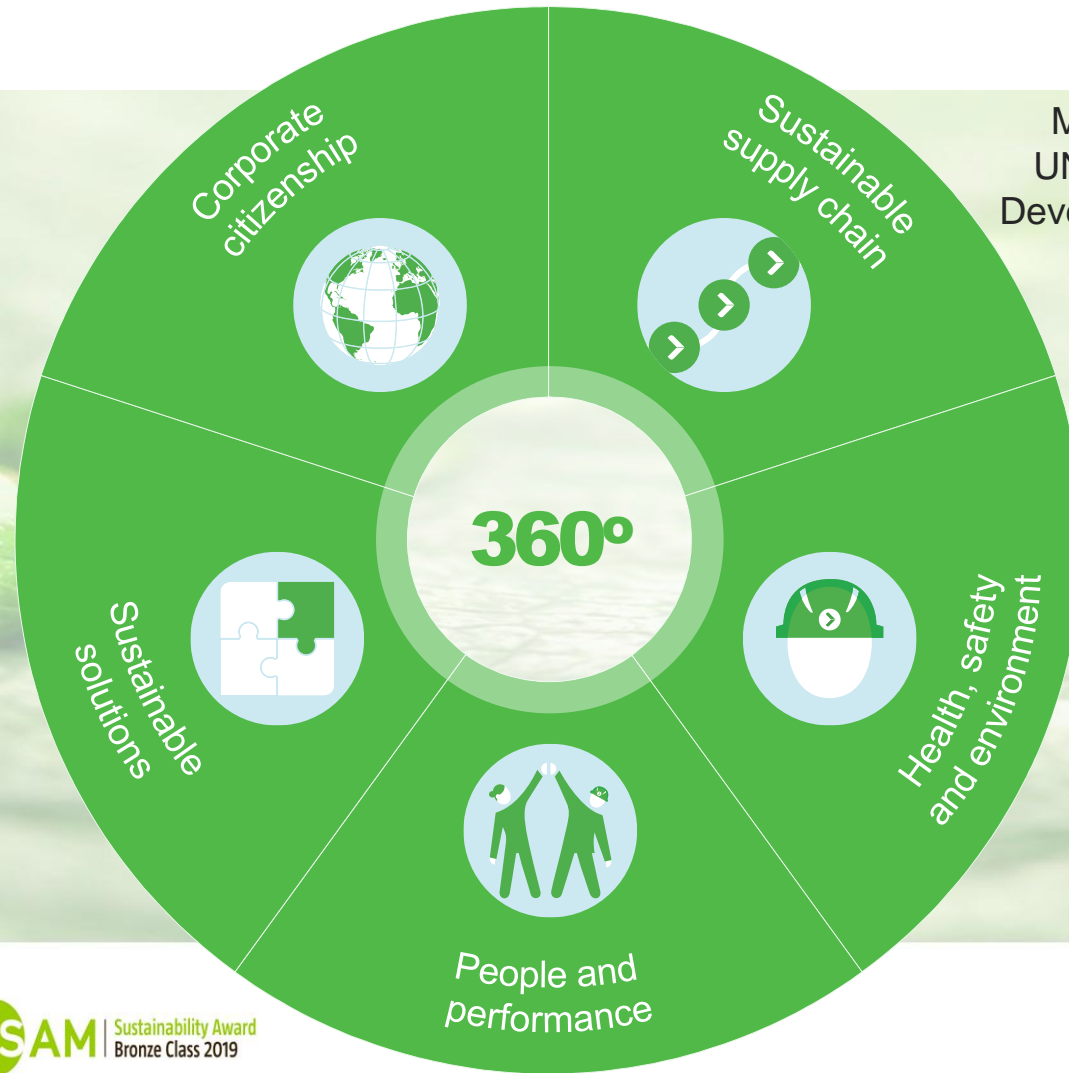 Corporate
citizenship
Sustainable
supply chain
360º
Sustainable
solutions
Health, safety
and environment
People and
performance
SAM
Sustainability Award
Bronze Class 2019